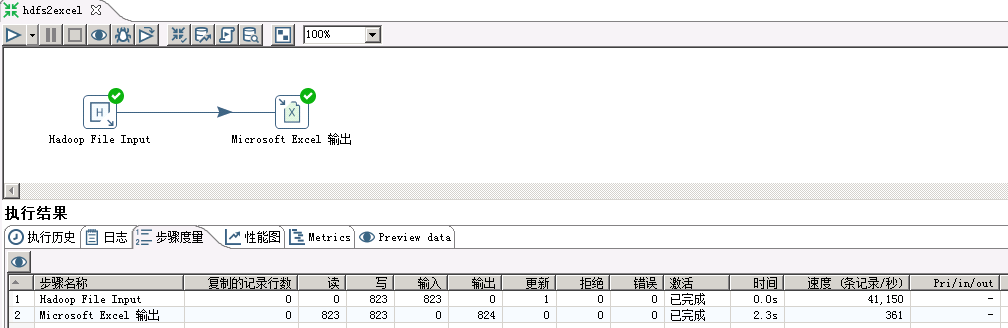 hdfs2excel
100%
Hadoop File Input
Microsoft Excel 输出
执行结果
执行历史 日志 步骤度量 性能图 Metrics Preview data
步骤名称 复制的记录行数 读 写 输入 输出 更新 拒绝 错误 激活 时间 速度 (条记录/秒) Pri/in/out
1 Hadoop File Input 0 0 823 823 0 1 0 0 已完成 0.0s 41,150 -
2 Microsoft Excel 输出 0 823 823 0 824 0 0 0 已完成 2.3s 361 -